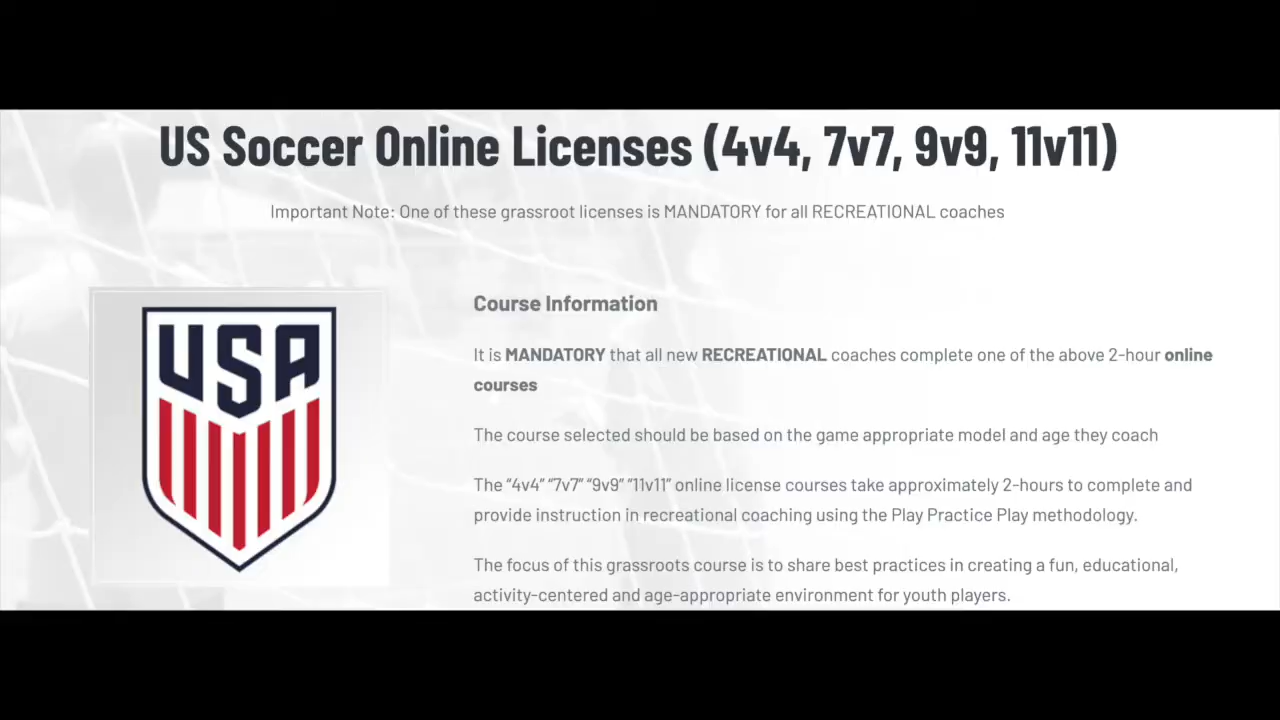 US Soccer Online Licenses (4v4, 7v7, 9v9, 11v11)
Important Note: One of these grassroot licenses is MANDATORY for all RECREATIONAL coaches
USA
Course Information
It is MANDATORY that all new RECREATIONAL coaches complete one of the above 2-hour online
courses
The course selected should be based on the game appropriate model and age they coach
The “4v4” “7v7” “9v9” “11v11” online license courses take approximately 2-hours to complete and
provide instruction in recreational coaching using the Play Practice Play methodology.
The focus of this grassroots course is to share best practices in creating a fun, educational,
activity-centered and age-appropriate environment for youth players.